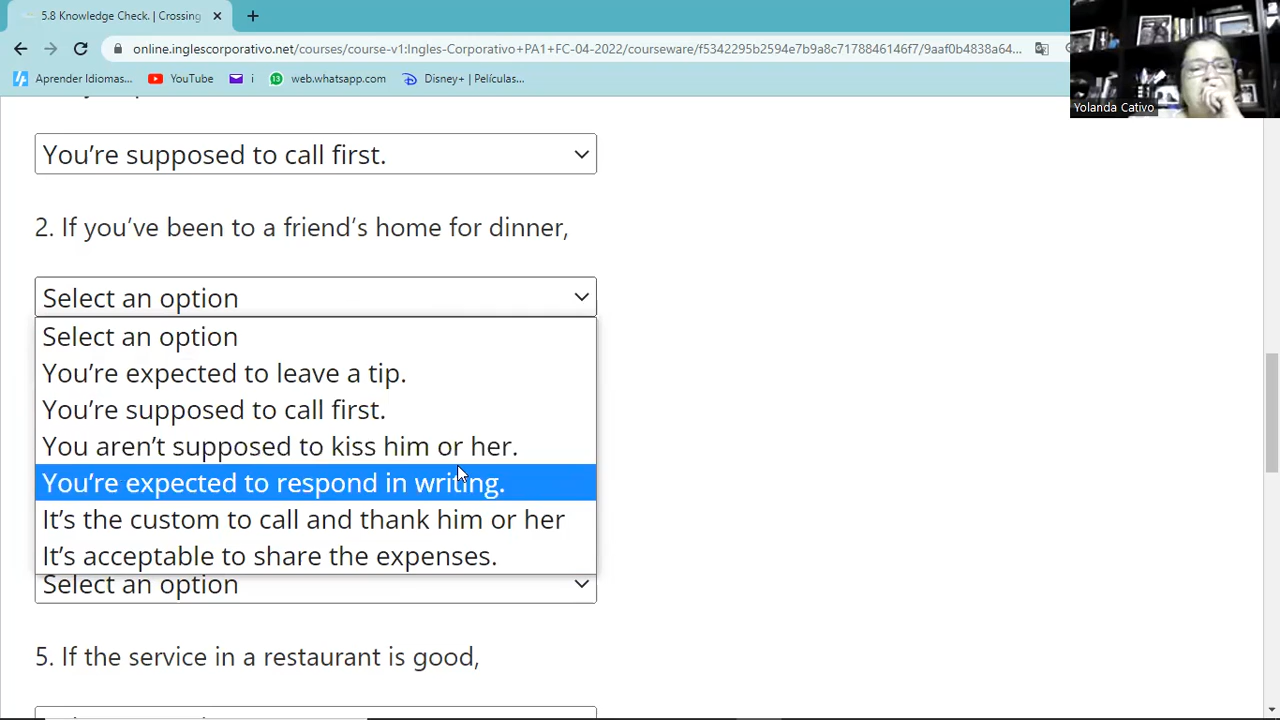 5.8 Knowledge Check. | Crossing
online.inglescorporativo.net/courses/course-v1:Ingles-Corporativo+PA1+FC-04-2022/courseware/f5342295b2594e7b9a8c7178846146f7/9aaf0b4838a64...
Aprender Idiomas...
YouTube
i
web.whatsapp.com
Disney+ | Películas...
Yolanda Cativo
You're supposed to call first.
2. If you've been to a friend's home for dinner,
Select an option
Select an option
You're expected to leave a tip.
You're supposed to call first.
You aren't supposed to kiss him or her.
You're expected to respond in writing.
It's the custom to call and thank him or her
It's acceptable to share the expenses.
Select an option
5. If the service in a restaurant is good,